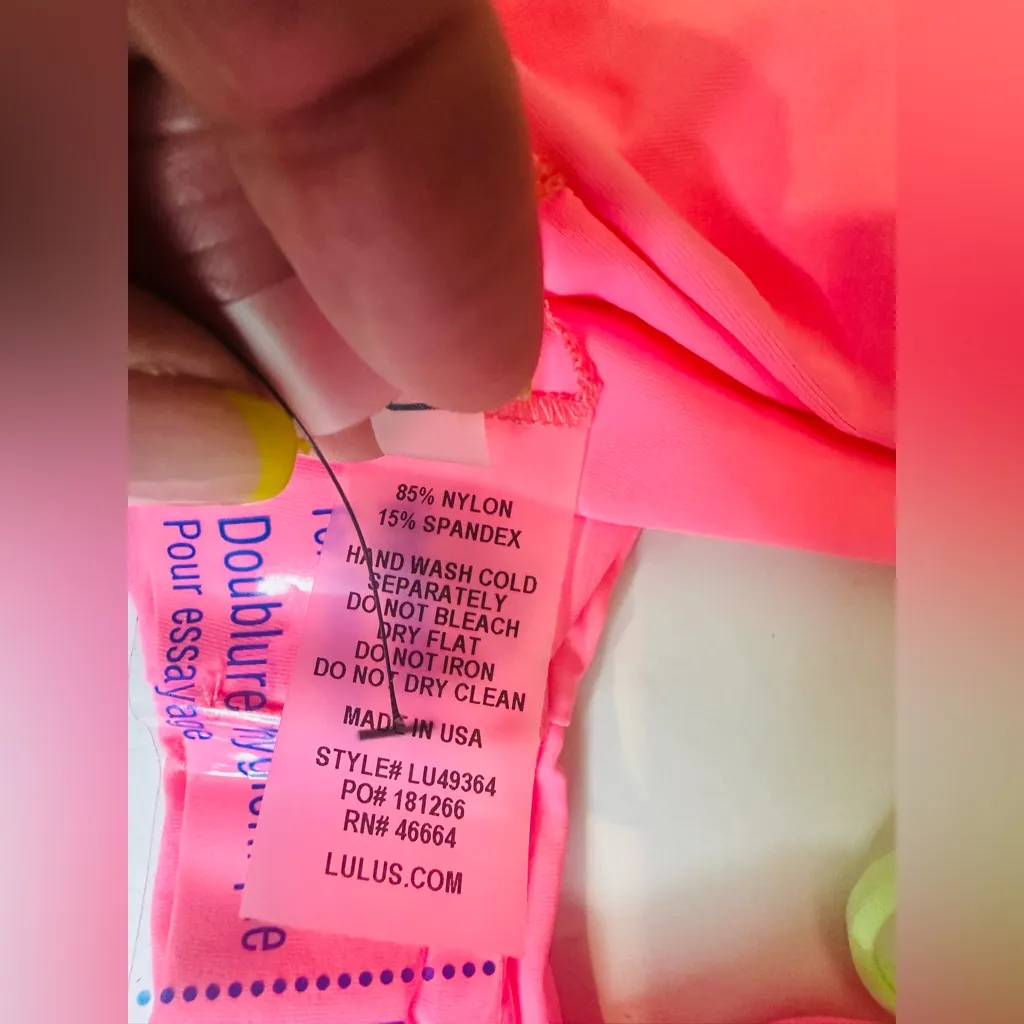 85% NYLON
15% SPANDEX
HAND WASH COLD
SEPARATELY
DO NOT BLEACH
DRY FLAT
DO NOT IRON
DO NOT DRY CLEAN
MADE IN USA
STYLE# LU49364
PO# 181266
RN# 46664
LULUS.COM
Doublure
Pour essayage